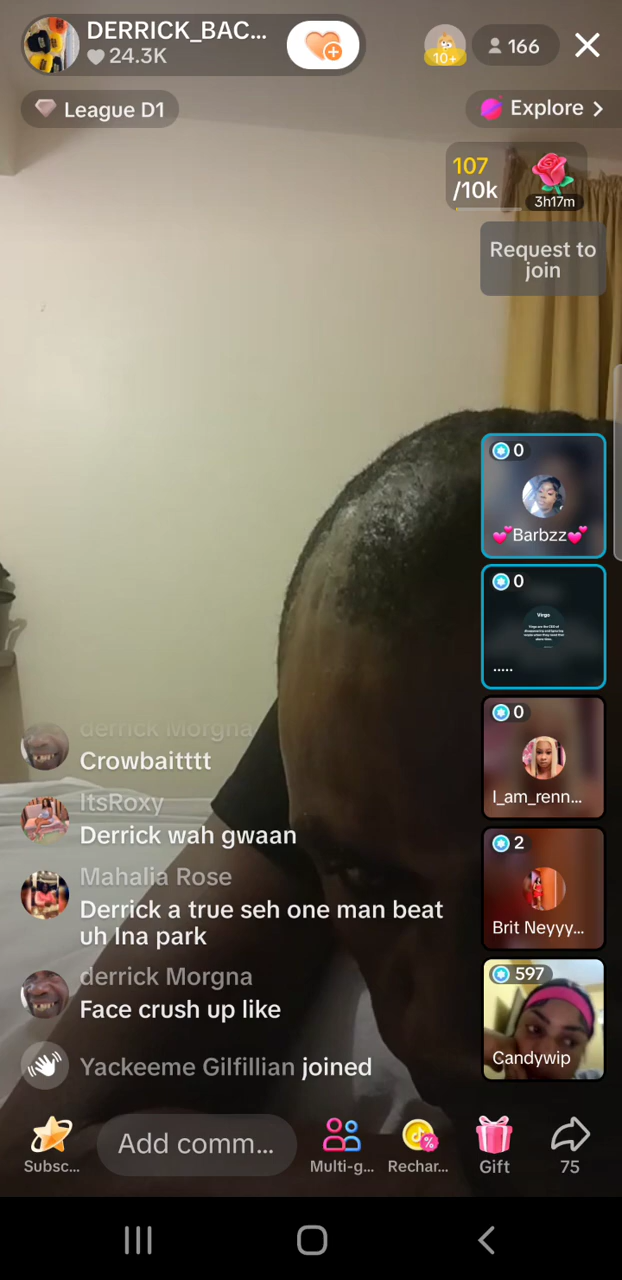 DERRICK_BAC...
24.3K
10+
166
League D1
Explore
107
/10k
3h17m
Request to
join
0
💕Barbzz💕
0
Virgo
.....
0
I_am_renn...
2
Brit Neyyy...
597
Candywip
derrick Morgna
Crowbaitttt
ItsRoxy
Derrick wah gwaan
Mahalia Rose
Derrick a true seh one man beat
uh Ina park
derrick Morgna
Face crush up like
Yackeeme Gilfillian joined
Subsc...
Add comm...
Multi-g...
Rechar...
Gift
75